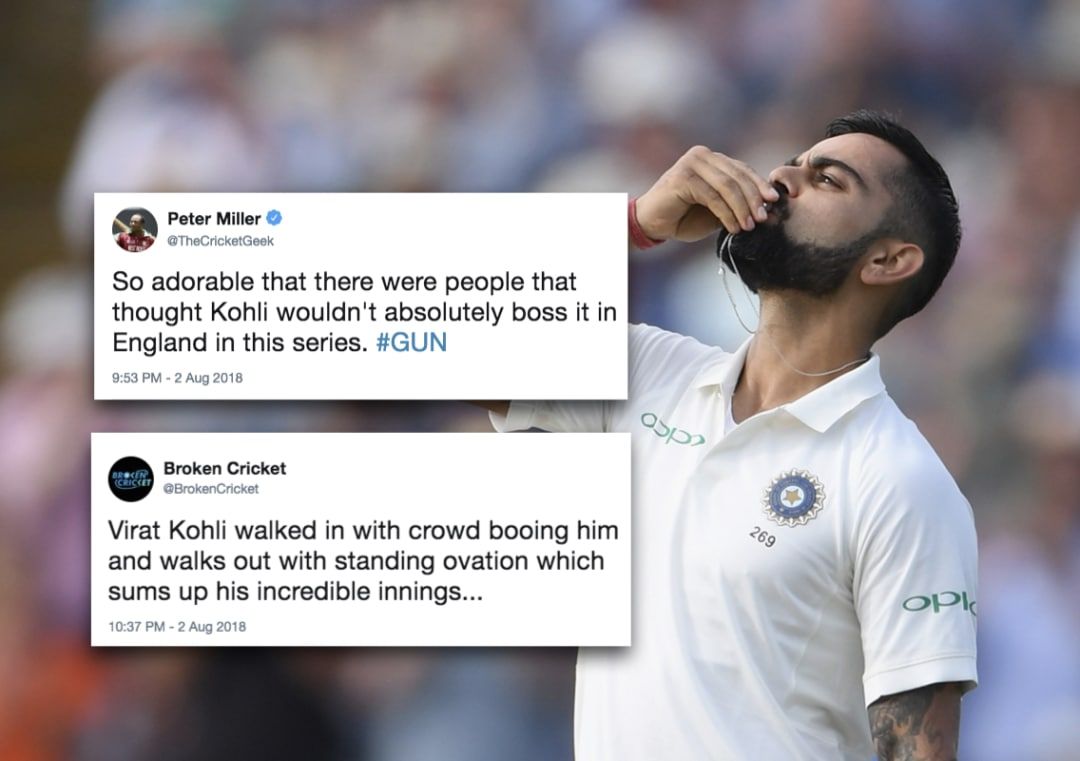 Peter Miller
@TheCricketGeek
So adorable that there were people that
thought Kohli wouldn't absolutely boss it in
England in this series. #GUN
9:53 PM - 2 Aug 2018
BROKEN
CRICKET
Broken Cricket
@BrokenCricket
Virat Kohli walked in with crowd booing him
and walks out with standing ovation which
sums up his incredible innings...
10:37 PM - 2 Aug 2018
oppo
269